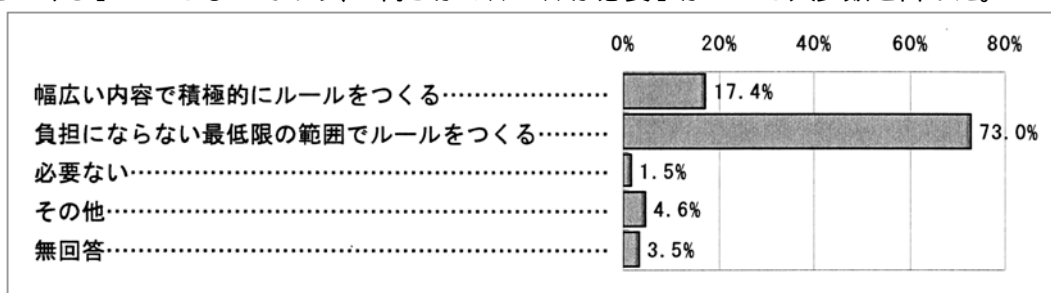 0% 20% 40% 60% 80%
幅広い内容で積極的にルールをつくる…………………… 17.4%
負担にならない最低限の範囲でルールをつくる……… 73.0%
必要ない…………………………………………………… 1.5%
その他……………………………………………………… 4.6%
無回答……………………………………………………… 3.5%